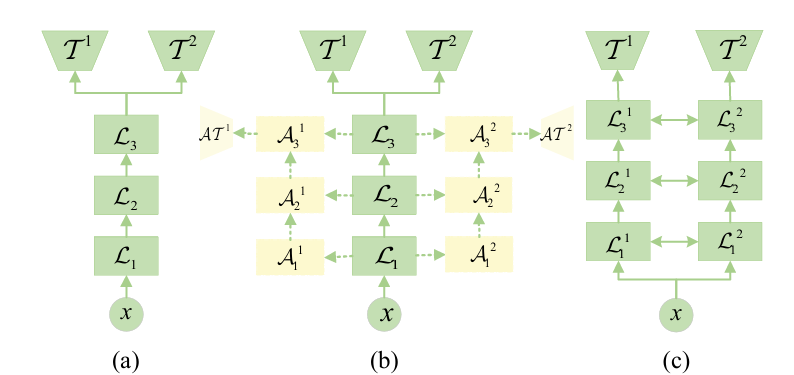 𝒯¹ 𝒯² 𝒯¹ 𝒯² 𝒯¹ 𝒯²
ℒ₃ 𝒜𝒯¹ 𝒜₃¹ ℒ₃ 𝒜₃² 𝒜𝒯² ℒ₃¹ ℒ₃²
ℒ₂ 𝒜₂¹ ℒ₂ 𝒜₂² ℒ₂¹ ℒ₂²
ℒ₁ 𝒜₁¹ ℒ₁ 𝒜₁² ℒ₁¹ ℒ₁²
x x x
(a) (b) (c)